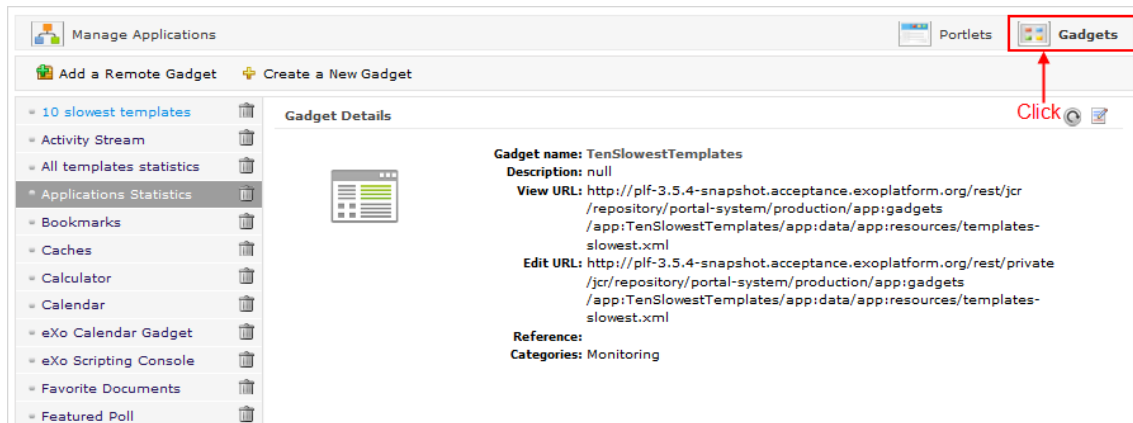 Manage Applications
Portlets
Gadgets
Add a Remote Gadget
Create a New Gadget
Click
10 slowest templates
Activity Stream
All templates statistics
Applications Statistics
Bookmarks
Caches
Calculator
Calendar
eXo Calendar Gadget
eXo Scripting Console
Favorite Documents
Featured Poll
Gadget Details
Gadget name: TenSlowestTemplates
Description: null
View URL: http://plf-3.5.4-snapshot.acceptance.exoplatform.org/rest/jcr
/repository/portal-system/production/app:gadgets
/app:TenSlowestTemplates/app:data/app:resources/templates-
slowest.xml
Edit URL: http://plf-3.5.4-snapshot.acceptance.exoplatform.org/rest/private
/jcr/repository/portal-system/production/app:gadgets
/app:TenSlowestTemplates/app:data/app:resources/templates-
slowest.xml
Reference:
Categories: Monitoring